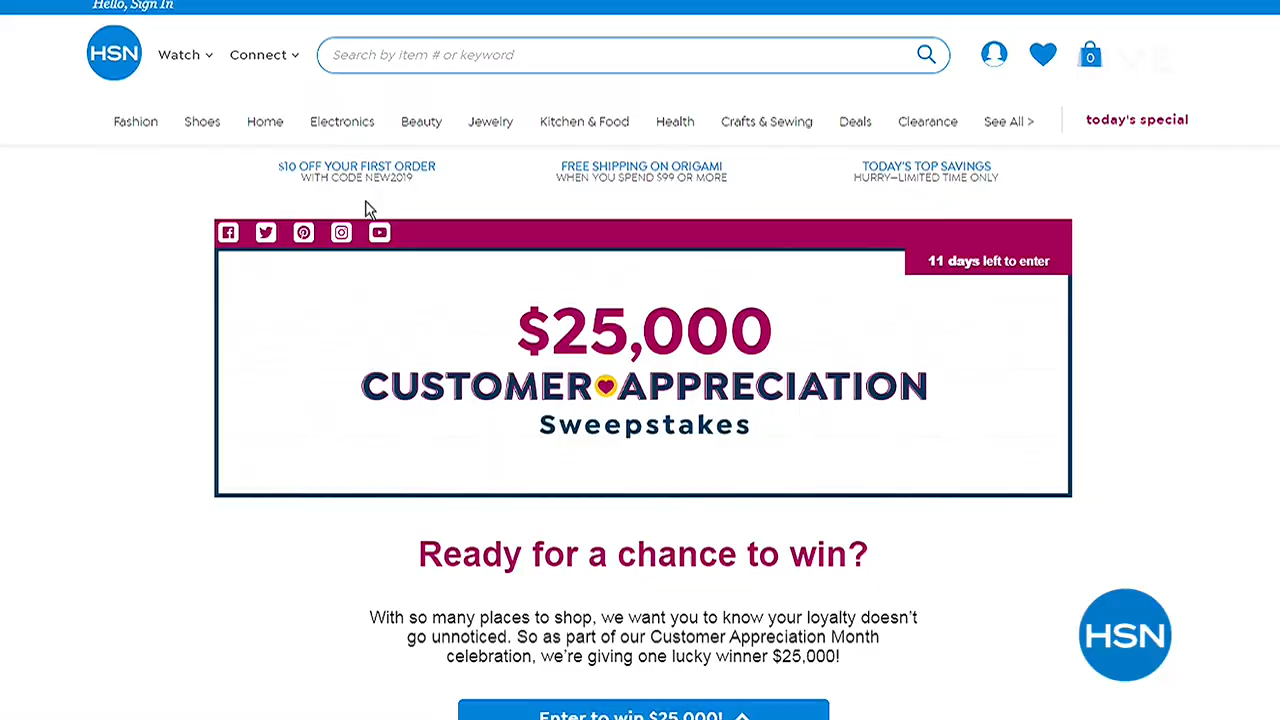 Hello, Sign In
HSN
Watch
Connect
Search by item # or keyword
0
Fashion
Shoes
Home
Electronics
Beauty
Jewelry
Kitchen & Food
Health
Crafts & Sewing
Deals
Clearance
See All >
today's special
$10 OFF YOUR FIRST ORDER
WITH CODE NEW2019
FREE SHIPPING ON ORIGAMI
WHEN YOU SPEND $99 OR MORE
TODAY'S TOP SAVINGS
HURRY—LIMITED TIME ONLY
11 days left to enter
$25,000
CUSTOMER APPRECIATION
Sweepstakes
Ready for a chance to win?
With so many places to shop, we want you to know your loyalty doesn't
go unnoticed. So as part of our Customer Appreciation Month
celebration, we're giving one lucky winner $25,000!
HSN
Enter to win $25,000!